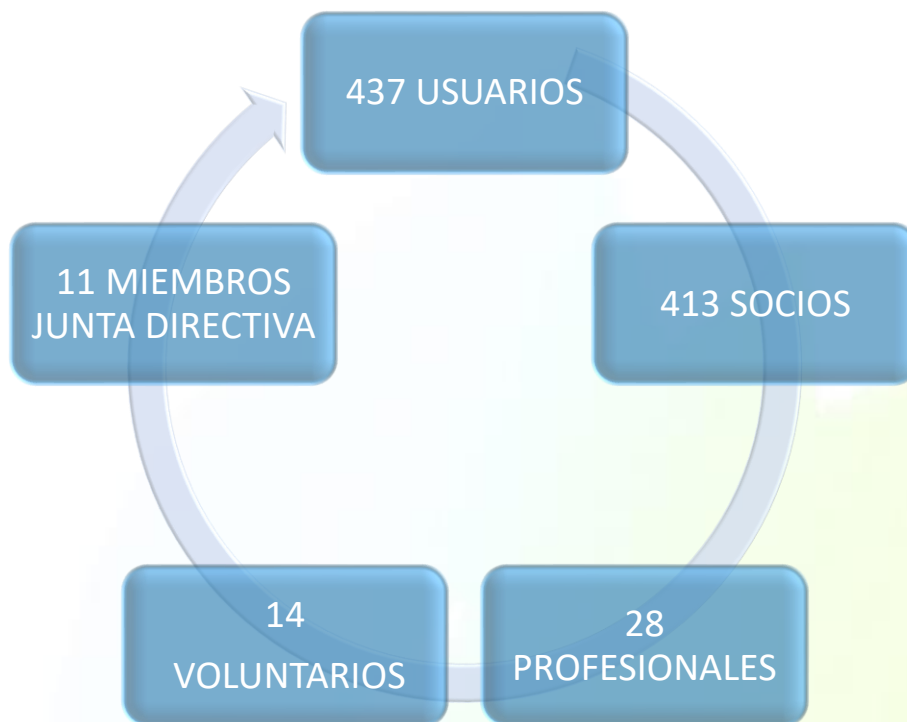 437 USUARIOS
413 SOCIOS
28
PROFESIONALES
14
VOLUNTARIOS
11 MIEMBROS
JUNTA DIRECTIVA